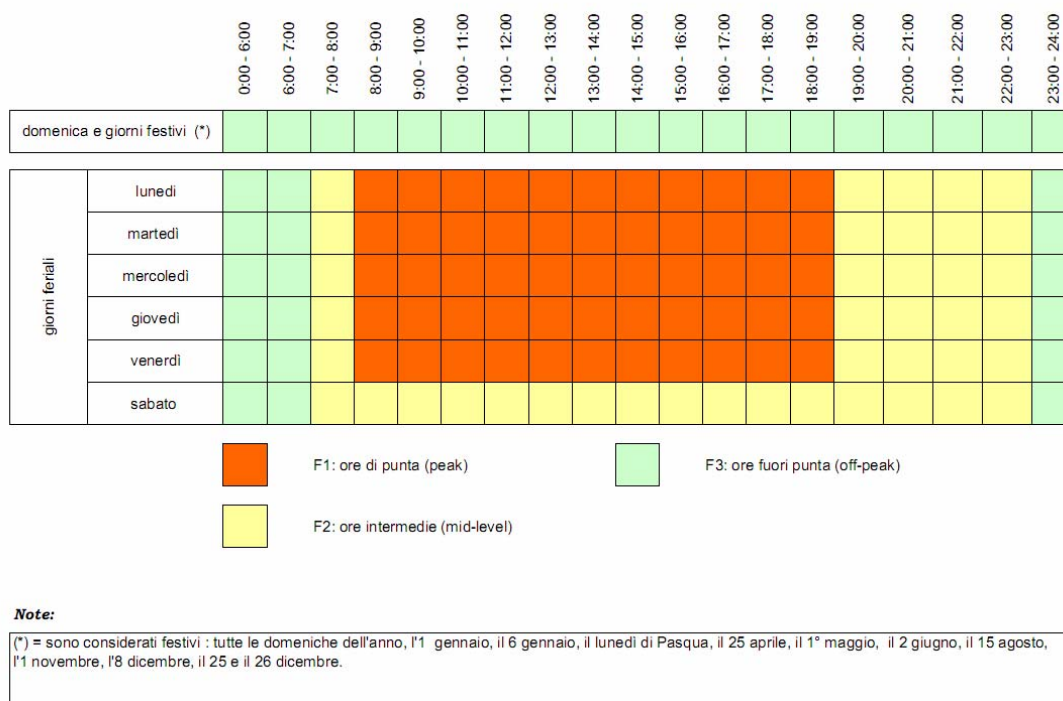 0:00 - 6:00
6:00 - 7:00
7:00 - 8:00
8:00 - 9:00
9:00 - 10:00
10:00 - 11:00
11:00 - 12:00
12:00 - 13:00
13:00 - 14:00
14:00 - 15:00
15:00 - 16:00
16:00 - 17:00
17:00 - 18:00
18:00 - 19:00
19:00 - 20:00
20:00 - 21:00
21:00 - 22:00
22:00 - 23:00
23:00 - 24:00
domenica e giorni festivi (*)
giorni feriali
lunedì
martedì
mercoledì
giovedì
venerdì
sabato
F1: ore di punta (peak)
F3: ore fuori punta (off-peak)
F2: ore intermedie (mid-level)
Note:
(*) = sono considerati festivi : tutte le domeniche dell'anno, l'1 gennaio, il 6 gennaio, il lunedì di Pasqua, il 25 aprile, il 1° maggio, il 2 giugno, il 15 agosto,
l'1 novembre, l'8 dicembre, il 25 e il 26 dicembre.